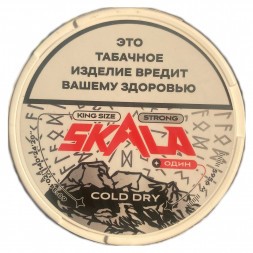 ЭТО
ТАБАЧНОЕ
ИЗДЕЛИЕ ВРЕДИТ
ВАШЕМУ ЗДОРОВЬЮ
KING SIZE
STRONG
SKALA
+ ОДИН
COLD DRY